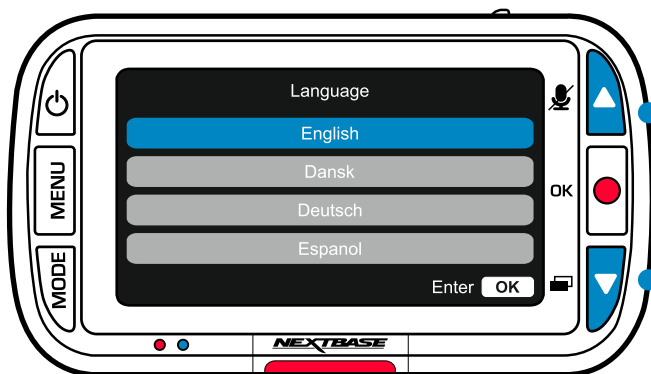 Language
English
Dansk
Deutsch
Espanol
Enter OK
MENU
MODE
OK
NEXTBASE